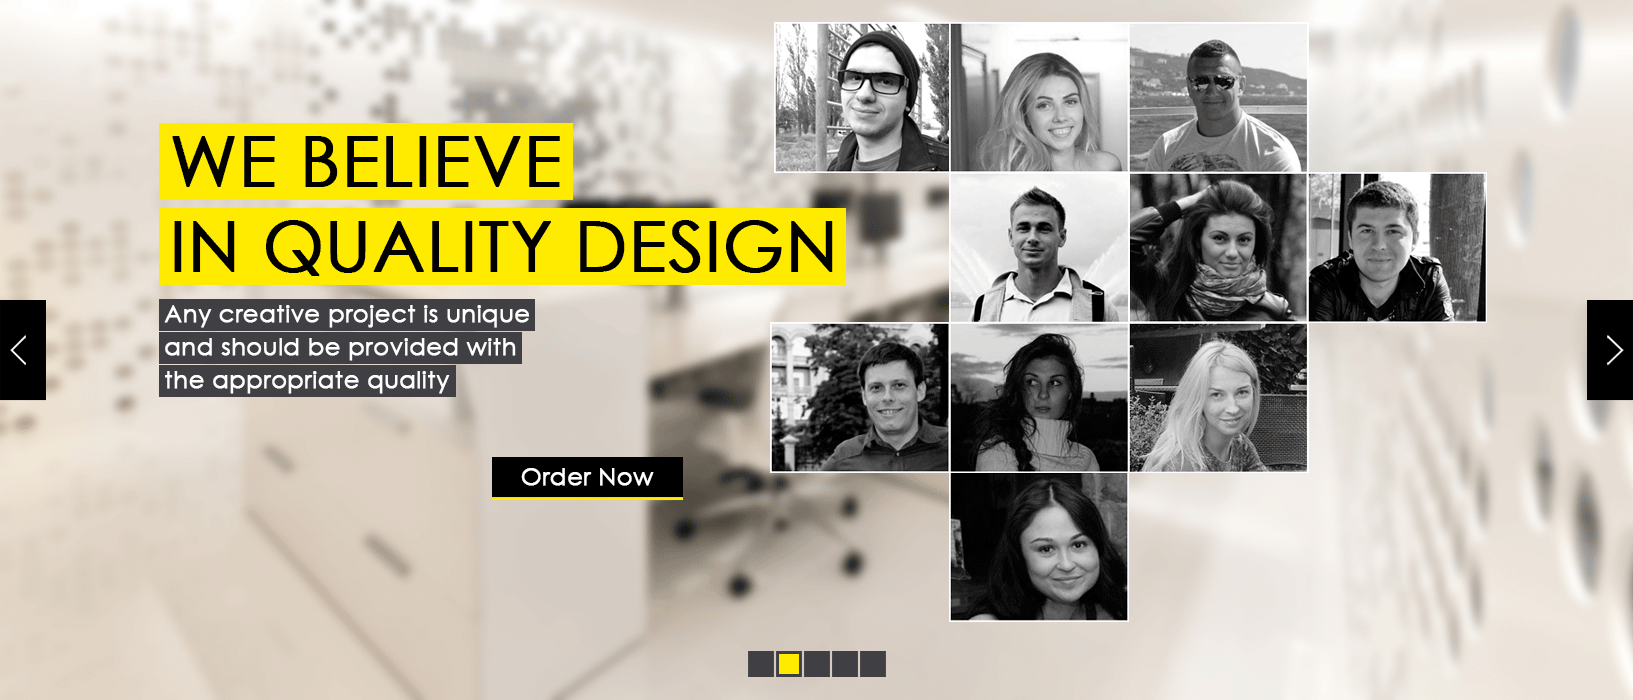 WE BELIEVE
IN QUALITY DESIGN
Any creative project is unique
and should be provided with
the appropriate quality
Order Now